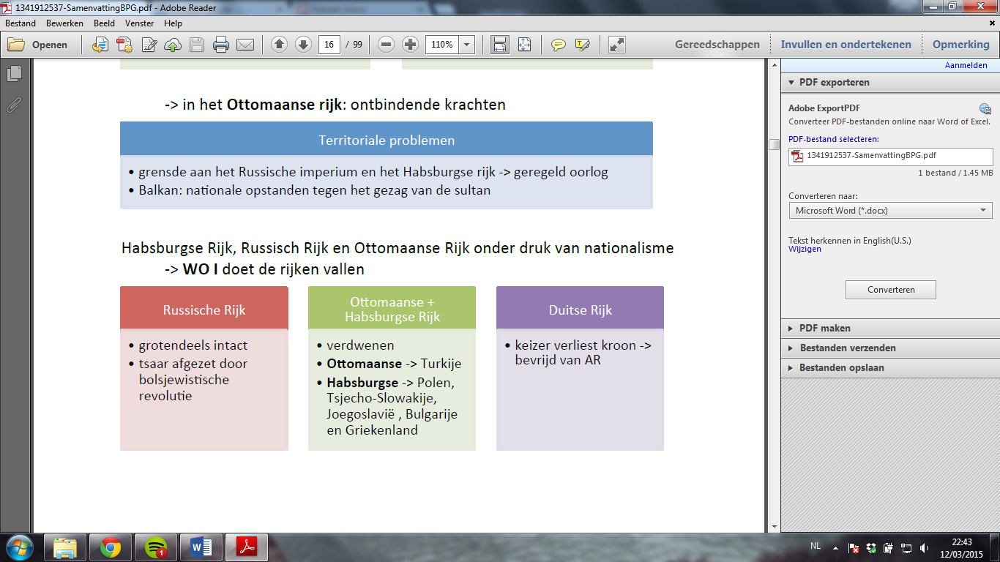 1341912537-SamenvattingBPG.pdf - Adobe Reader
Bestand Bewerken Beeld Venster Help
Openen 16 / 99 110% Gereedschappen Invullen en ondertekenen Opmerking
-> in het Ottomaanse rijk: ontbindende krachten
Territoriale problemen
• grensde aan het Russische imperium en het Habsburgse rijk -> geregeld oorlog
• Balkan: nationale opstanden tegen het gezag van de sultan
Habsburgse Rijk, Russisch Rijk en Ottomaanse Rijk onder druk van nationalisme
-> WO I doet de rijken vallen
Russische Rijk
• grotendeels intact
• tsaar afgezet door
bolsjewistische
revolutie
Ottomaanse +
Habsburgse Rijk
• verdwenen
• Ottomaanse -> Turkije
• Habsburgse -> Polen,
Tsjecho-Slowakije,
Joegoslavië , Bulgarije
en Griekenland
Duitse Rijk
• keizer verliest kroon ->
bevrijd van AR
Aanmelden
PDF exporteren
Adobe ExportPDF
Converteer PDF-bestanden online naar Word of Excel.
PDF-bestand selecteren:
1341912537-SamenvattingBPG.pdf
1 bestand / 1.45 MB
Converteren naar:
Microsoft Word (*.docx)
Tekst herkennen in English(U.S.)
Wijzigen
Converteren
PDF maken
Bestanden verzenden
Bestanden opslaan
1
NL
22:43
12/03/2015